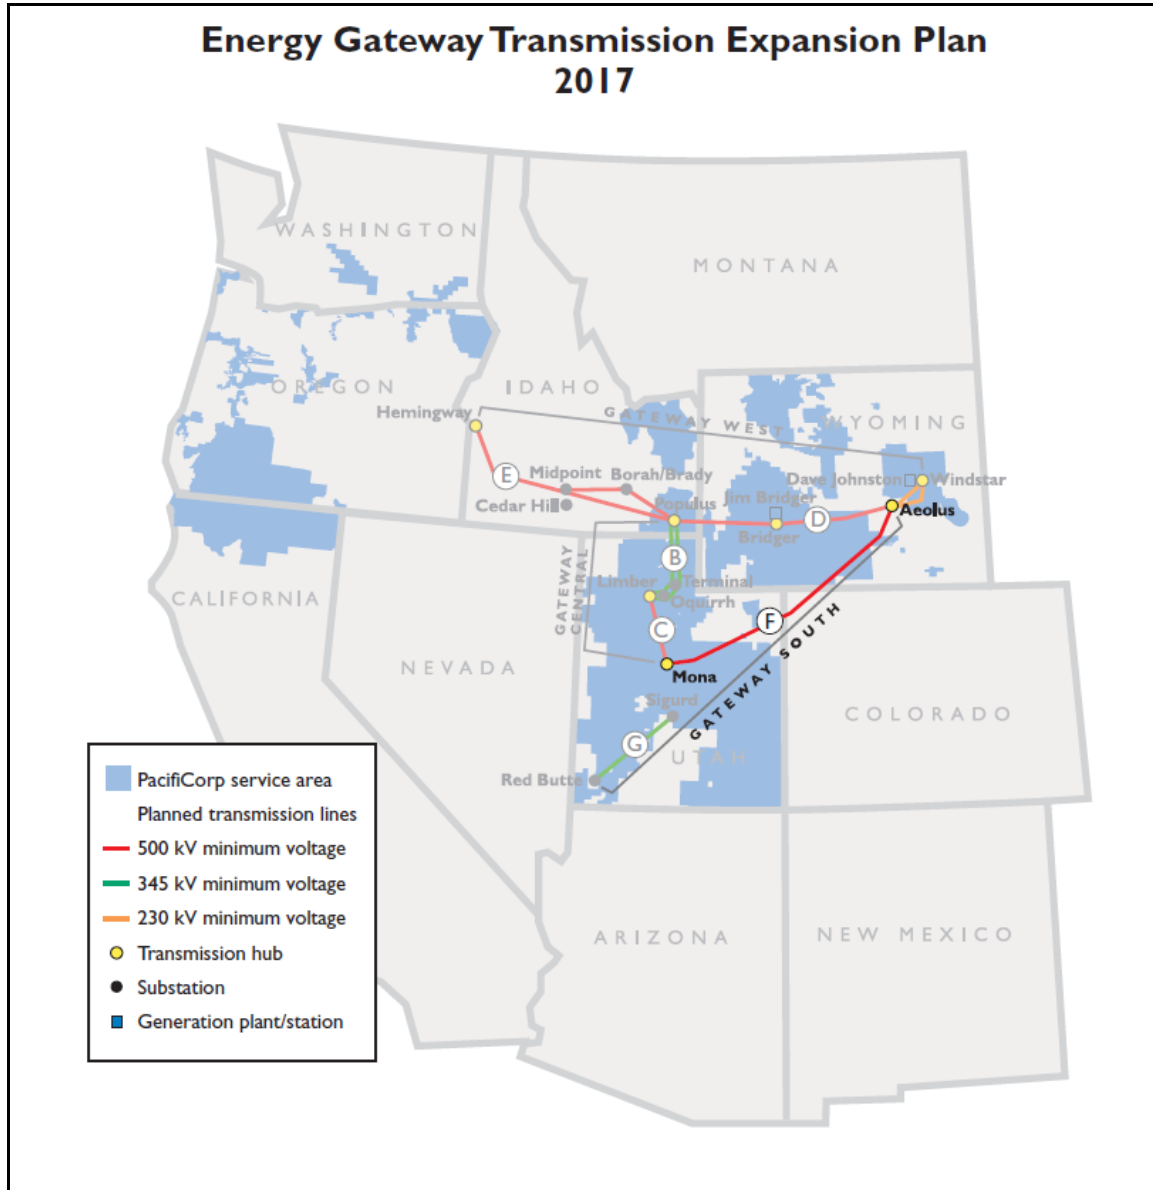 Energy Gateway Transmission Expansion Plan
2017
WASHINGTON
MONTANA
OREGON
IDAHO
WYOMING
Hemingway
GATEWAY WEST
Midpoint
Borah/Brady
Cedar Hill
Populus
Jim Bridger
Dave Johnston
Windstar
Aeolus
Bridger
E
D
B
GATEWAY
CENTRAL
Limber
Terminal
Oquirrh
C
F
CALIFORNIA
NEVADA
Mona
GATEWAY SOUTH
Sigurd
G
UTAH
COLORADO
Red Butte
ARIZONA
NEW MEXICO
PacifiCorp service area
Planned transmission lines
500 kV minimum voltage
345 kV minimum voltage
230 kV minimum voltage
Transmission hub
Substation
Generation plant/station